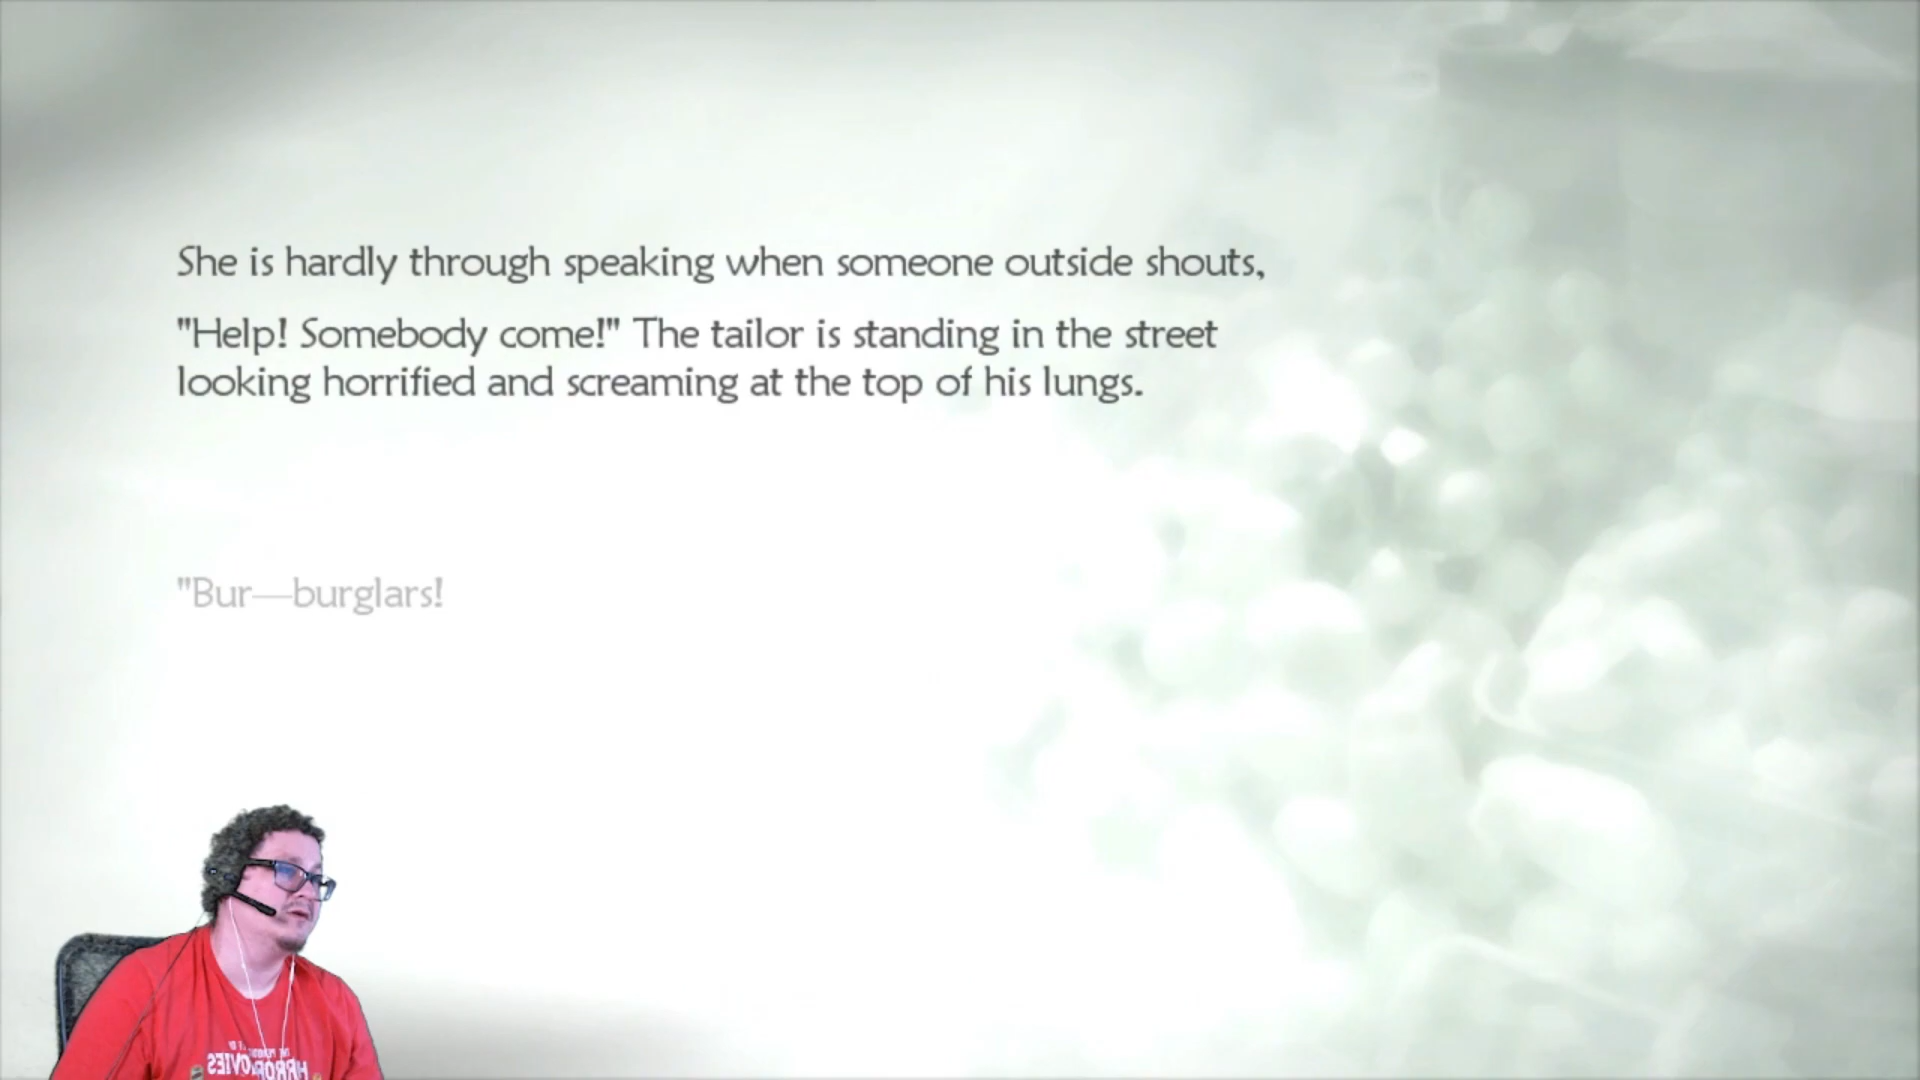 She is hardly through speaking when someone outside shouts,
"Help! Somebody come!" The tailor is standing in the street
looking horrified and screaming at the top of his lungs.
"Bur—burglars!